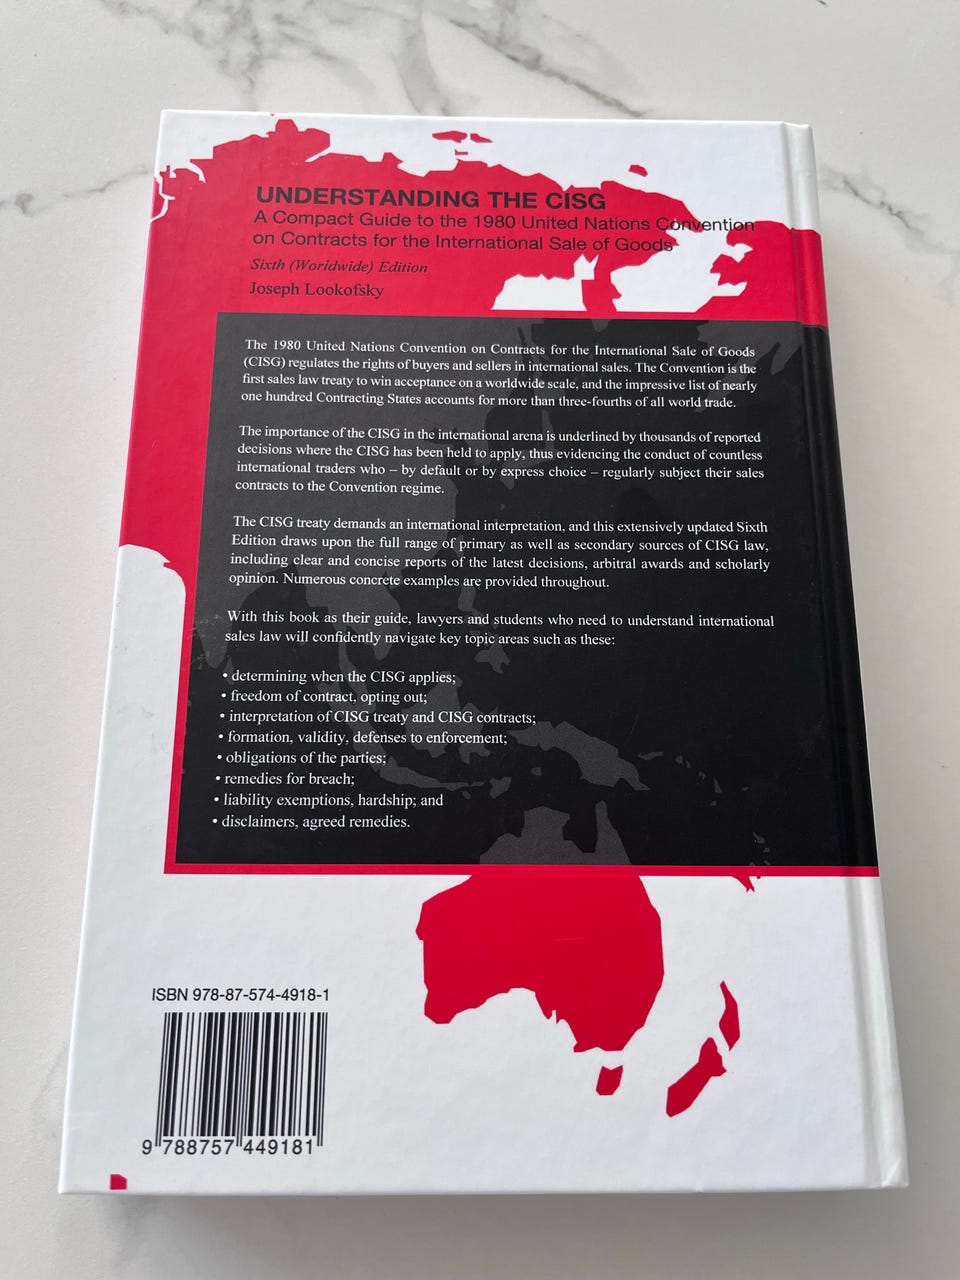 UNDERSTANDING THE CISG
A Compact Guide to the 1980 United Nations Convention
on Contracts for the International Sale of Goods
Sixth (Worldwide) Edition
Joseph Lookofsky
The 1980 United Nations Convention on Contracts for the International Sale of Goods
(CISG) regulates the rights of buyers and sellers in international sales. The Convention is the
first sales law treaty to win acceptance on a worldwide scale, and the impressive list of nearly
one hundred Contracting States accounts for more than three-fourths of all world trade.
The importance of the CISG in the international arena is underlined by thousands of reported
decisions where the CISG has been held to apply, thus evidencing the conduct of countless
international traders who – by default or by express choice – regularly subject their sales
contracts to the Convention regime.
The CISG treaty demands an international interpretation, and this extensively updated Sixth
Edition draws upon the full range of primary as well as secondary sources of CISG law,
including clear and concise reports of the latest decisions, arbitral awards and scholarly
opinion. Numerous concrete examples are provided throughout.
With this book as their guide, lawyers and students who need to understand international
sales law will confidently navigate key topic areas such as these:
• determining when the CISG applies;
• freedom of contract, opting out;
• interpretation of CISG treaty and CISG contracts;
• formation, validity, defenses to enforcement;
• obligations of the parties;
• remedies for breach;
• liability exemptions, hardship; and
• disclaimers, agreed remedies.
ISBN 978-87-574-4918-1
9 788757 449181